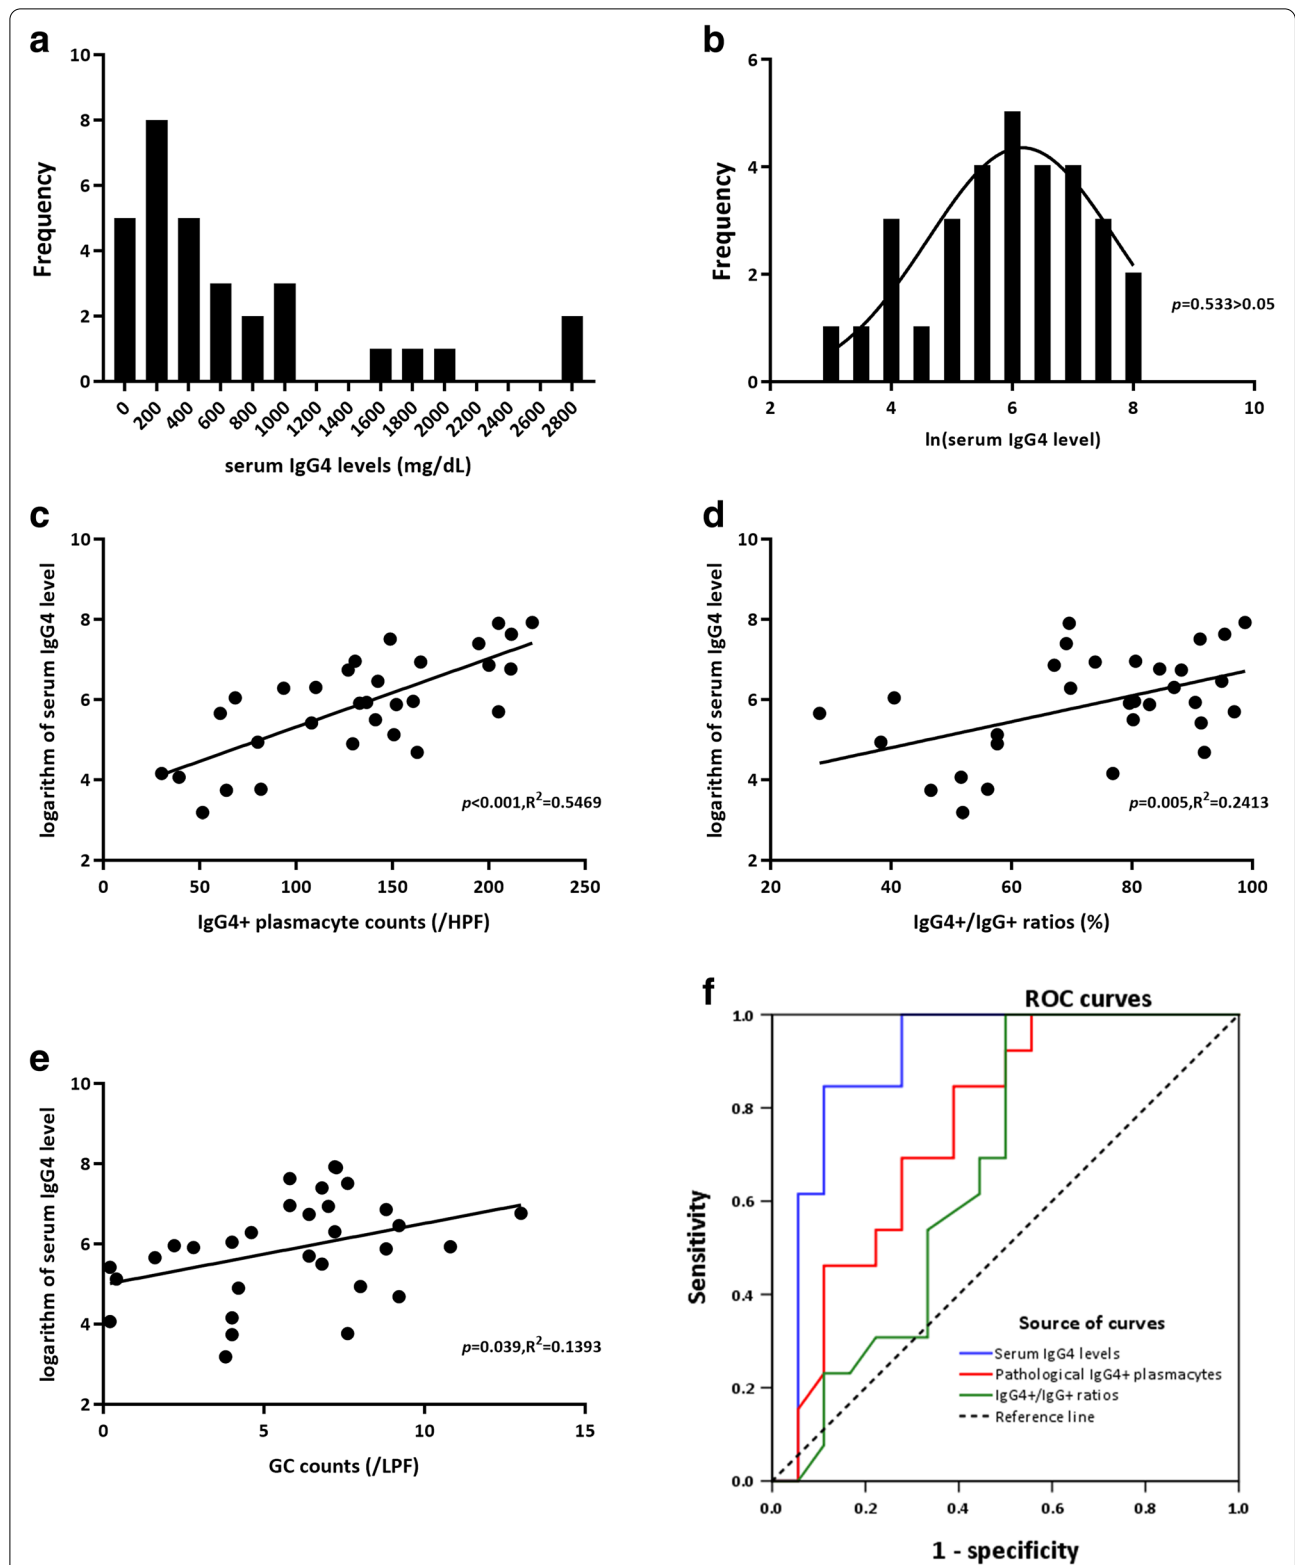 a
10
8
6
4
2
0
Frequency
0 200 400 600 800 1000 1200 1400 1600 1800 2000 2200 2400 2600 2800
serum IgG4 levels (mg/dL)
b
6
4
2
0
Frequency
p=0.533>0.05
2 4 6 8 10
ln(serum IgG4 level)
c
10
8
6
4
2
logarithm of serum IgG4 level
p<0.001,R²=0.5469
0 50 100 150 200 250
IgG4+ plasmacyte counts (/HPF)
d
10
8
6
4
2
logarithm of serum IgG4 level
p=0.005,R²=0.2413
20 40 60 80 100
IgG4+/IgG+ ratios (%)
e
10
8
6
4
2
logarithm of serum IgG4 level
p=0.039,R²=0.1393
0 5 10 15
GC counts (/LPF)
f
ROC curves
1.0
0.8
0.6
0.4
0.2
0.0
Sensitivity
Source of curves
Serum IgG4 levels
Pathological IgG4+ plasmacytes
IgG4+/IgG+ ratios
Reference line
0.0 0.2 0.4 0.6 0.8 1.0
1 - specificity